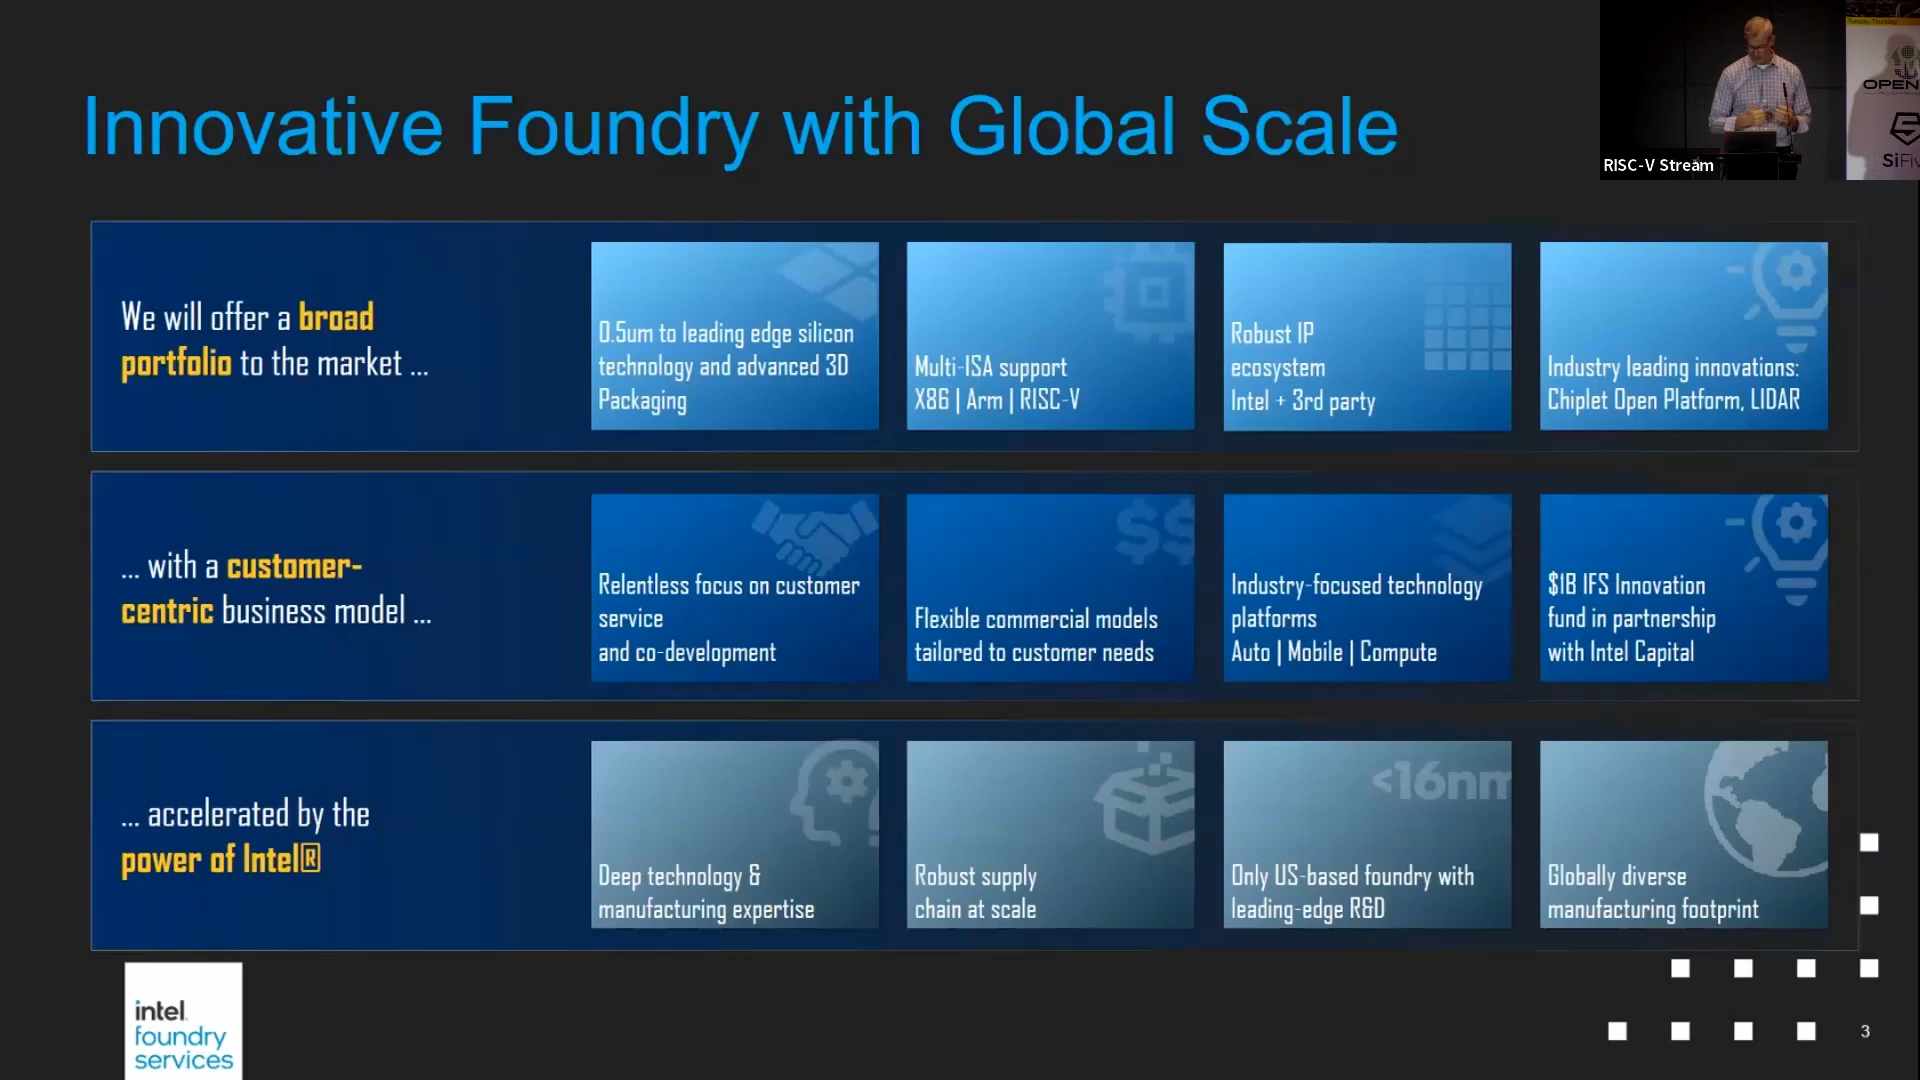 Innovative Foundry with Global Scale
Tuesday-Thursday
OPEN
SiFiv
RISC-V Stream
We will offer a broad
portfolio to the market ...
0.5um to leading edge silicon
technology and advanced 3D
Packaging
Multi-ISA support
X86 | Arm | RISC-V
Robust IP
ecosystem
Intel + 3rd party
Industry leading innovations:
Chiplet Open Platform, LIDAR
... with a customer-
centric business model ...
Relentless focus on customer
service
and co-development
$$
Flexible commercial models
tailored to customer needs
Industry-focused technology
platforms
Auto | Mobile | Compute
$1B IFS Innovation
fund in partnership
with Intel Capital
... accelerated by the
power of Intel®
Deep technology &
manufacturing expertise
Robust supply
chain at scale
<16nm
Only US-based foundry with
leading-edge R&D
Globally diverse
manufacturing footprint
intel.
foundry
services
3